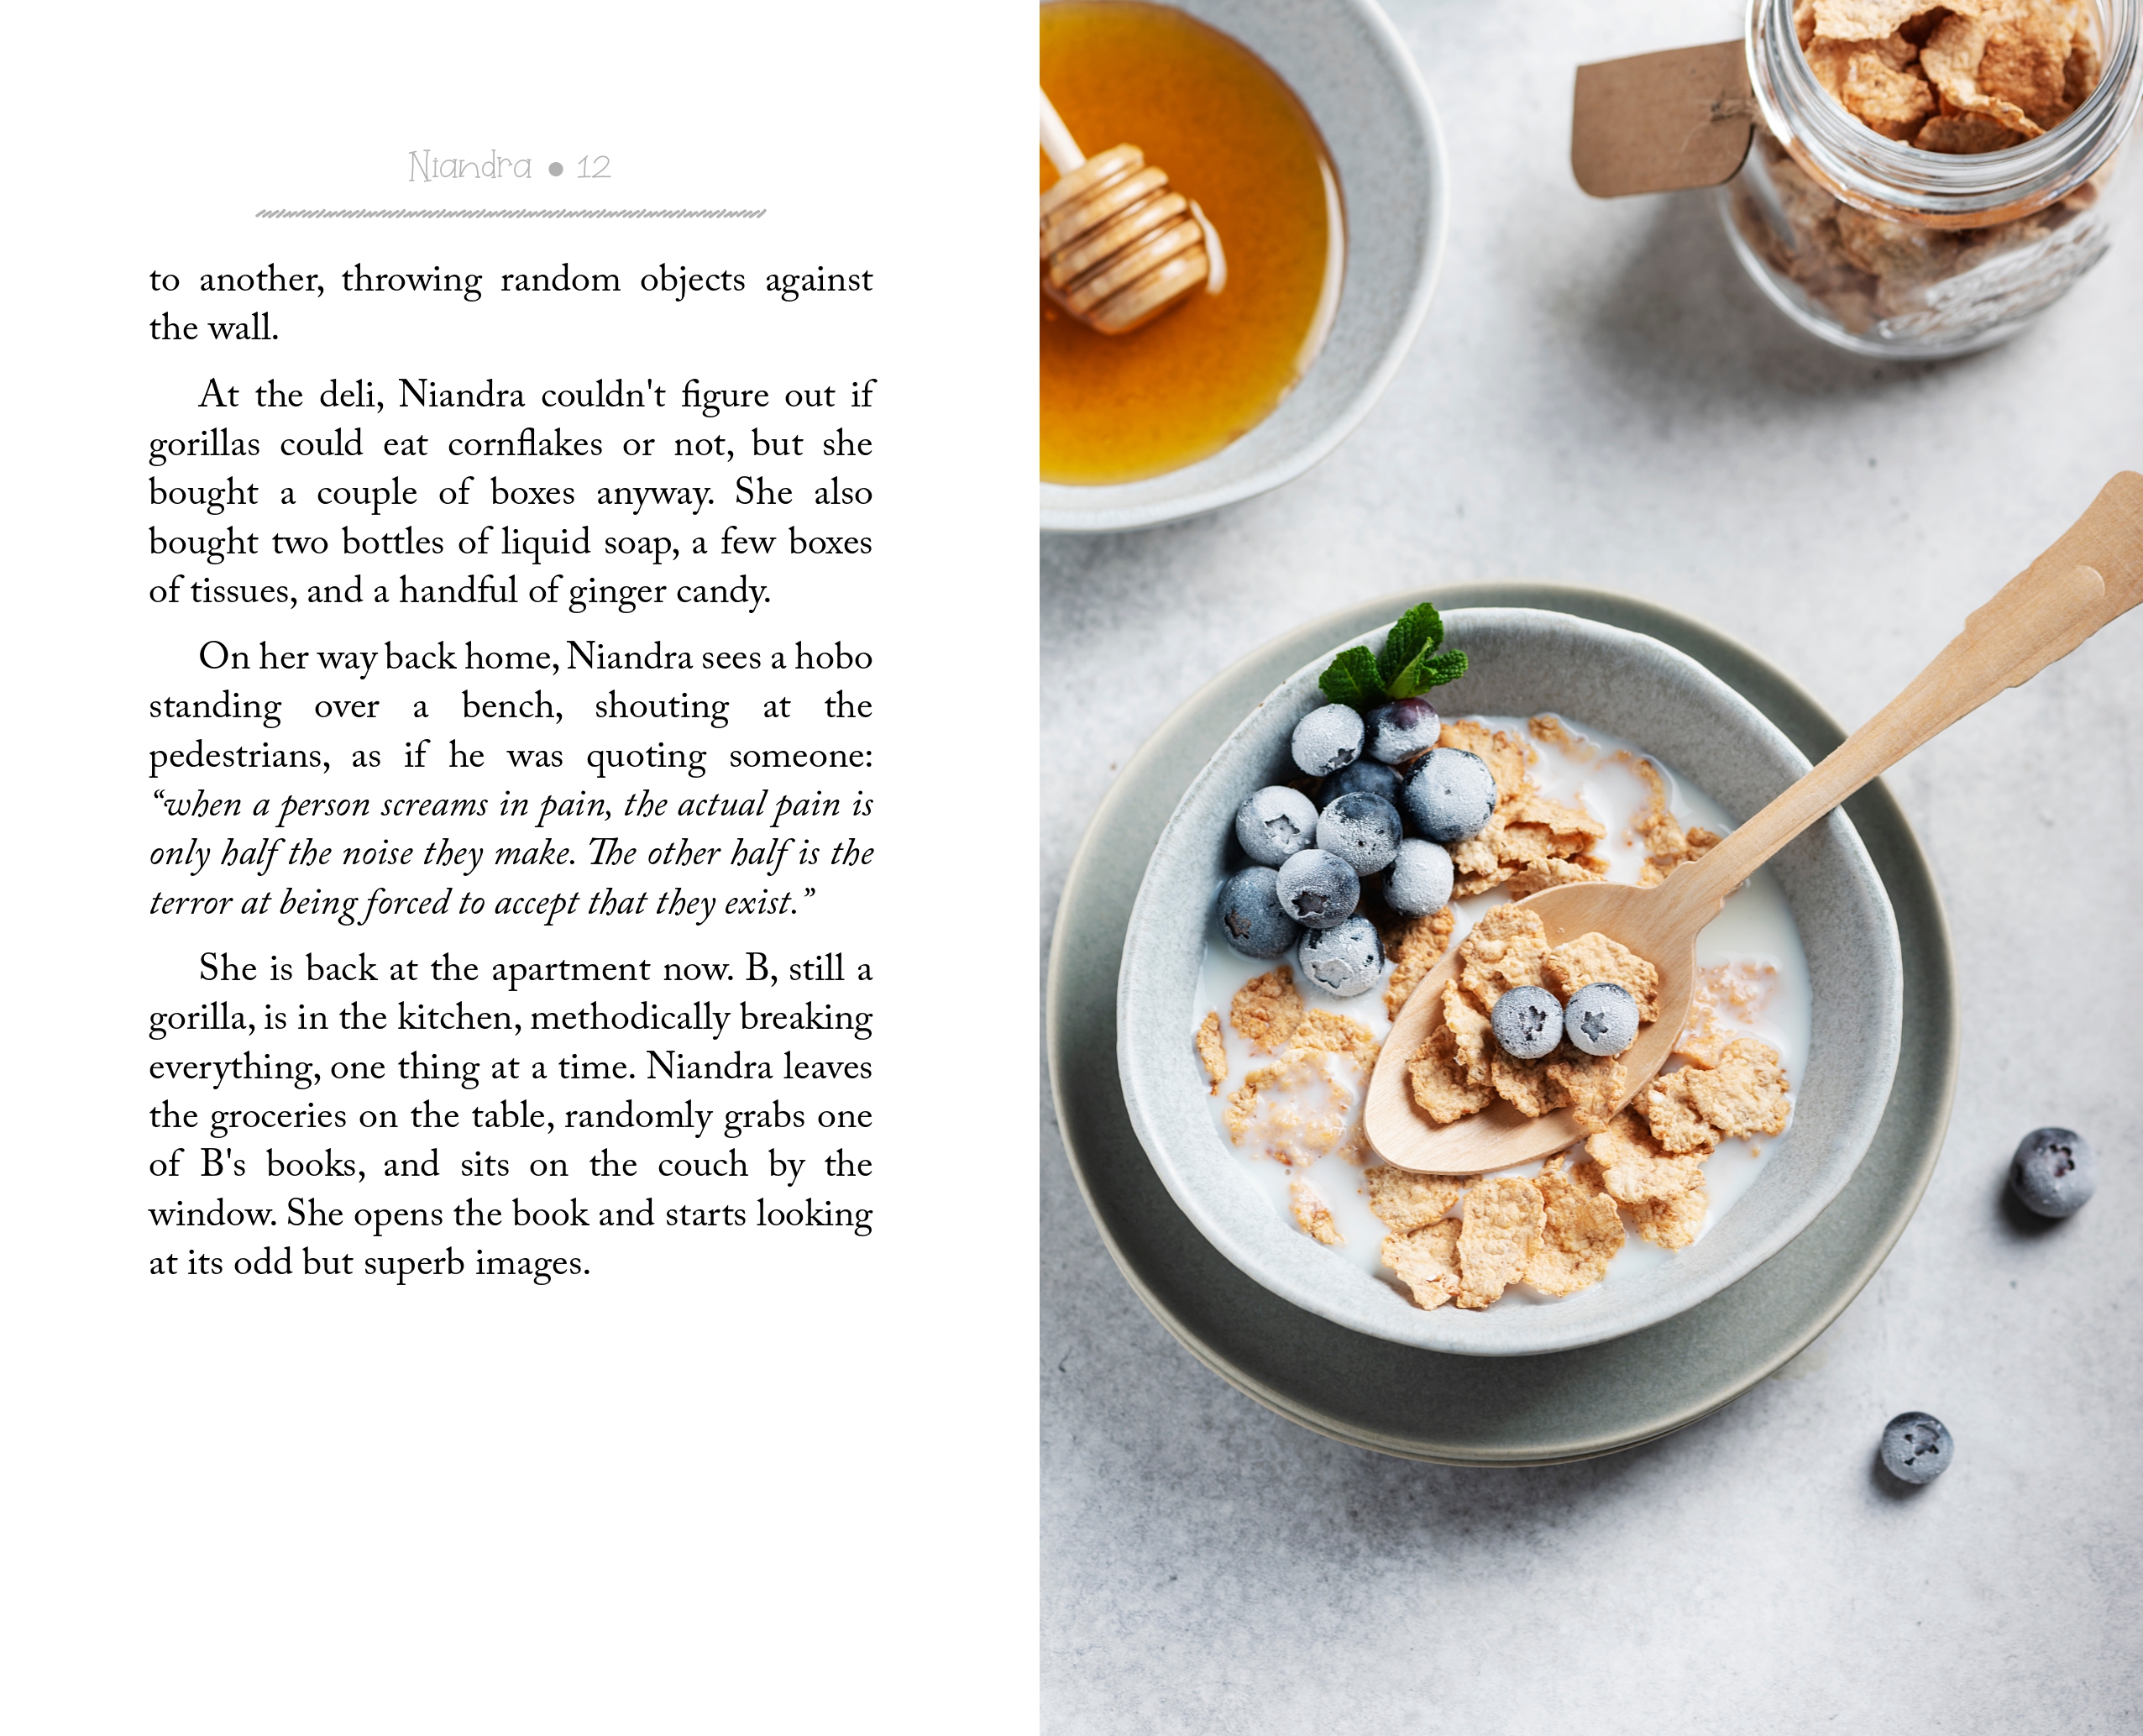 Niandra • 12
to another, throwing random objects against
the wall.
At the deli, Niandra couldn't figure out if
gorillas could eat cornflakes or not, but she
bought a couple of boxes anyway. She also
bought two bottles of liquid soap, a few boxes
of tissues, and a handful of ginger candy.
On her way back home, Niandra sees a hobo
standing over a bench, shouting at the
pedestrians, as if he was quoting someone:
“when a person screams in pain, the actual pain is
only half the noise they make. The other half is the
terror at being forced to accept that they exist.”
She is back at the apartment now. B, still a
gorilla, is in the kitchen, methodically breaking
everything, one thing at a time. Niandra leaves
the groceries on the table, randomly grabs one
of B's books, and sits on the couch by the
window. She opens the book and starts looking
at its odd but superb images.